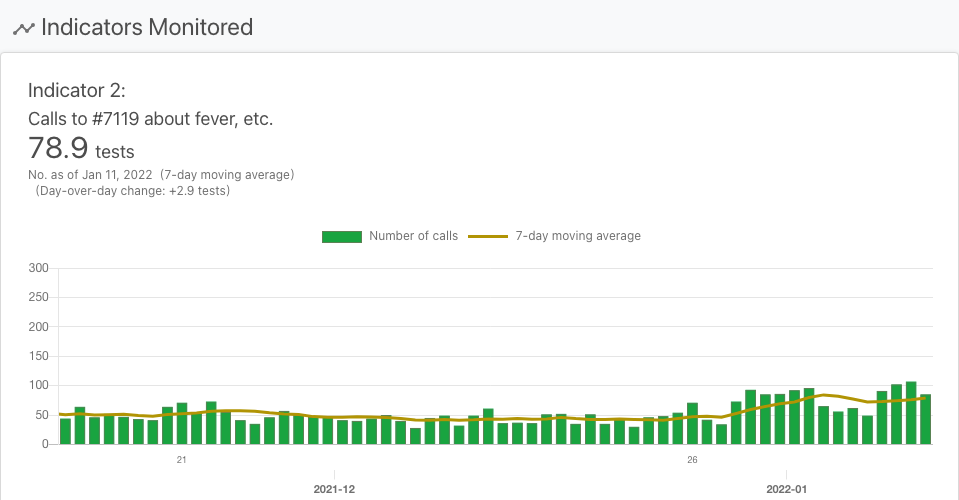 Indicators Monitored
Indicator 2:
Calls to #7119 about fever, etc.
78.9 tests
No. as of Jan 11, 2022 (7-day moving average)
(Day-over-day change: +2.9 tests)
Number of calls 7-day moving average
300
250
200
150
100
50
0
21 26
2021-12 2022-01